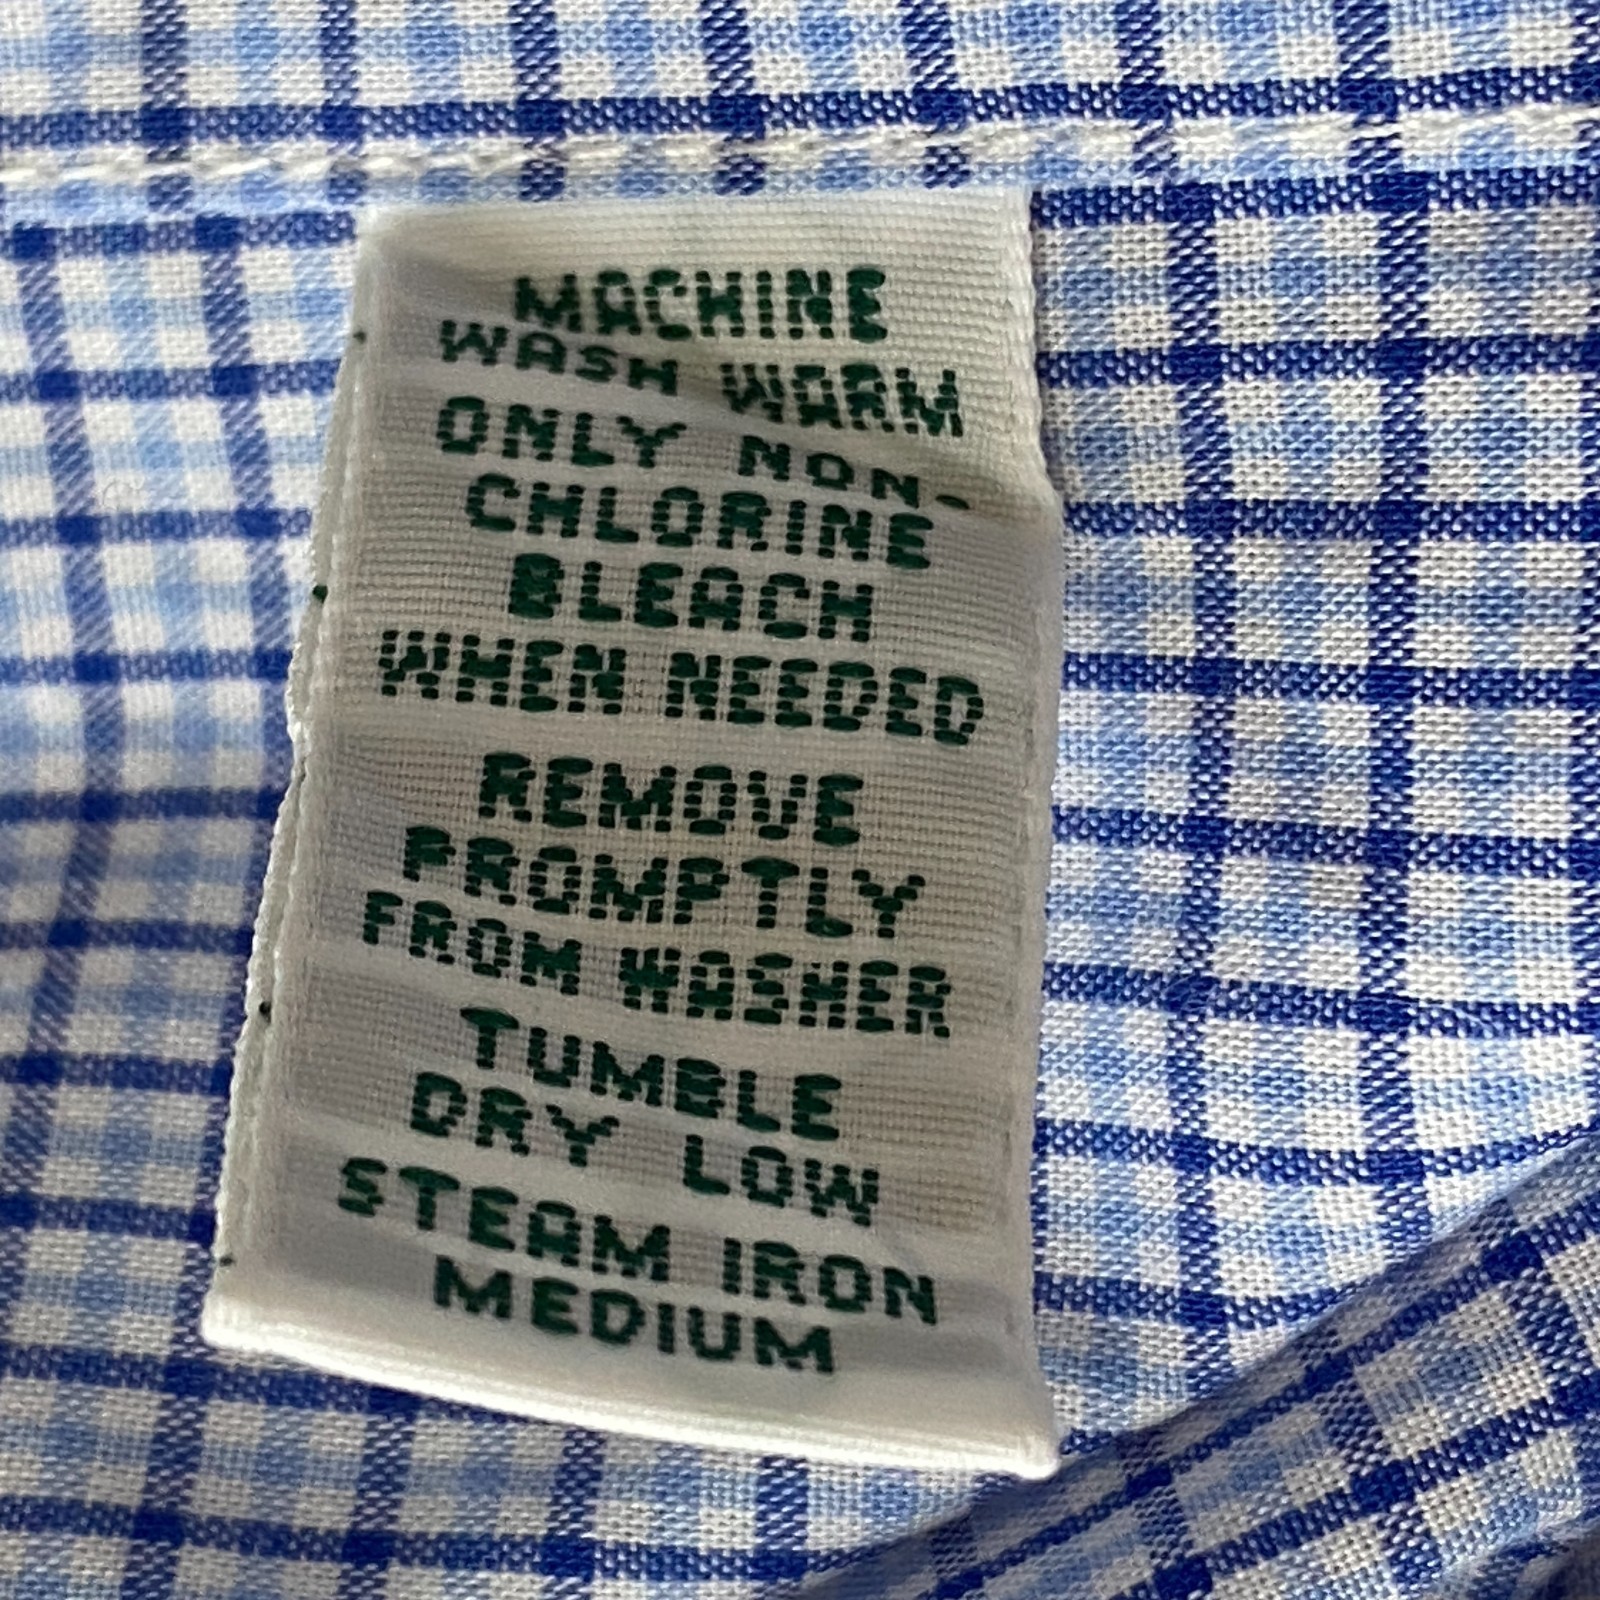 MACHINE
WASH WARM
ONLY NON-
CHLORINE
BLEACH
WHEN NEEDED
REMOVE
PROMPTLY
FROM WASHER
TUMBLE
DRY LOW
STEAM IRON
MEDIUM